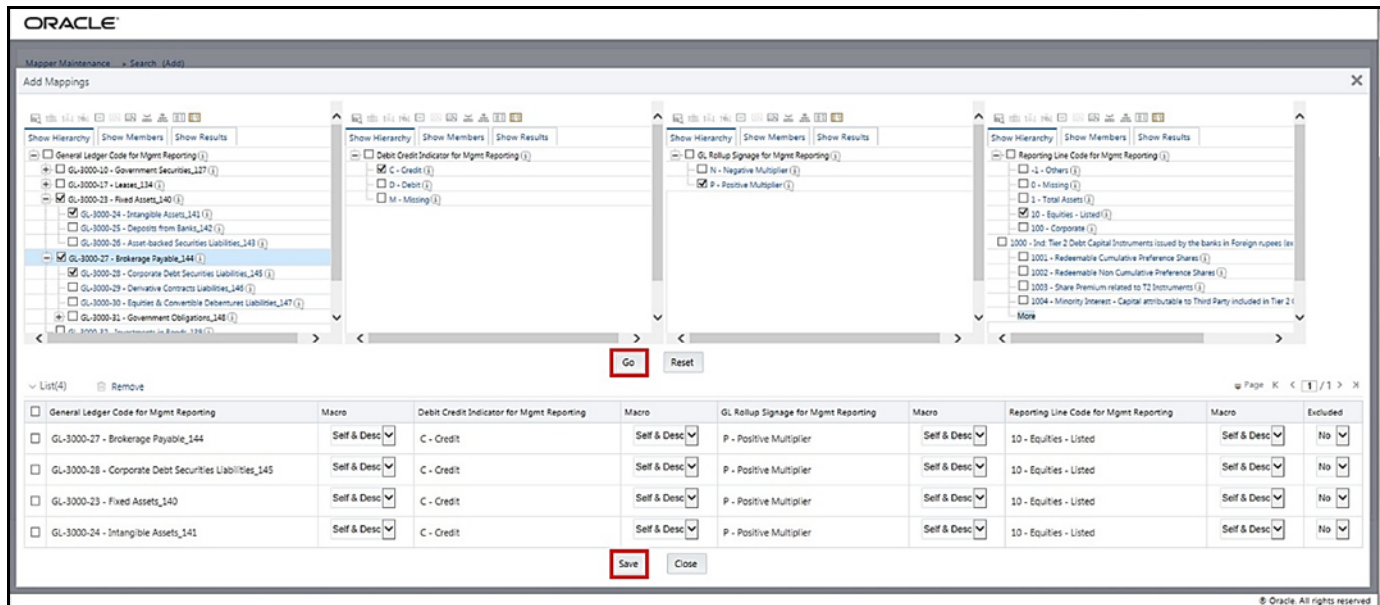 ORACLE
Mapper Maintenance » Search (Add)
Add Mappings
Show Hierarchy Show Members Show Results
General Ledger Code for Mgmt Reporting
GL-3000-10 - Government Securities_127
GL-3000-17 - Leases_134
GL-3000-23 - Fixed Assets_140
GL-3000-24 - Intangible Assets_141
GL-3000-25 - Deposits from Banks_142
GL-3000-26 - Asset-backed Securities Liabilities_143
GL-3000-27 - Brokerage Payable_144
GL-3000-28 - Corporate Debt Securities Liabilities_145
GL-3000-29 - Derivative Contracts Liabilities_146
GL-3000-30 - Equities & Convertible Debentures Liabilities_147
GL-3000-31 - Government Obligations_148
GL-3000-32 - Investments in Bonds
Show Hierarchy Show Members Show Results
Debit Credit Indicator for Mgmt Reporting
C - Credit
D - Debit
M - Missing
Show Hierarchy Show Members Show Results
GL Rollup Signage for Mgmt Reporting
N - Negative Multiplier
P - Positive Multiplier
Show Hierarchy Show Members Show Results
Reporting Line Code for Mgmt Reporting
-1 - Others
0 - Missing
1 - Total Assets
10 - Equities - Listed
100 - Corporate
1000 - Ind: Tier 2 Debt Capital Instruments issued by the banks in Foreign rupees (ex
1001 - Redeemable Cumulative Preference Shares
1002 - Redeemable Non Cumulative Preference Shares
1003 - Share Premium related to T2 Instruments
1004 - Minority Interest - Capital attributable to Third Party included in Tier 2
More
Go Reset
List(4) Remove
Page 1 / 1
General Ledger Code for Mgmt Reporting Macro Debit Credit Indicator for Mgmt Reporting Macro GL Rollup Signage for Mgmt Reporting Macro Reporting Line Code for Mgmt Reporting Macro Excluded
GL-3000-27 - Brokerage Payable_144 Self & Desc C - Credit Self & Desc P - Positive Multiplier Self & Desc 10 - Equities - Listed Self & Desc No
GL-3000-28 - Corporate Debt Securities Liabilities_145 Self & Desc C - Credit Self & Desc P - Positive Multiplier Self & Desc 10 - Equities - Listed Self & Desc No
GL-3000-23 - Fixed Assets_140 Self & Desc C - Credit Self & Desc P - Positive Multiplier Self & Desc 10 - Equities - Listed Self & Desc No
GL-3000-24 - Intangible Assets_141 Self & Desc C - Credit Self & Desc P - Positive Multiplier Self & Desc 10 - Equities - Listed Self & Desc No
Save Close
© Oracle. All rights reserved